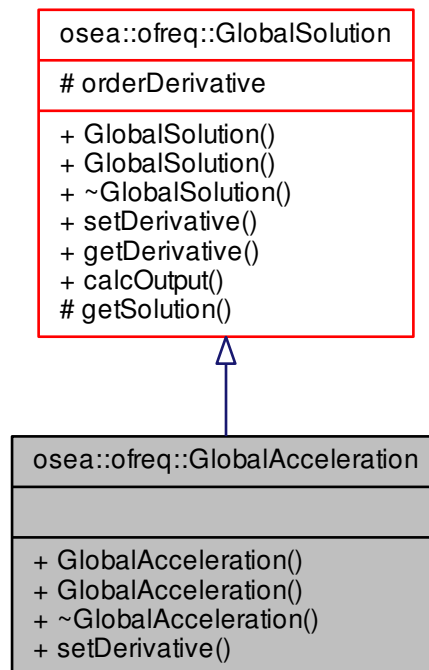 osea::ofreq::GlobalSolution
# orderDerivative
+ GlobalSolution()
+ GlobalSolution()
+ ~GlobalSolution()
+ setDerivative()
+ getDerivative()
+ calcOutput()
# getSolution()
osea::ofreq::GlobalAcceleration
+ GlobalAcceleration()
+ GlobalAcceleration()
+ ~GlobalAcceleration()
+ setDerivative()